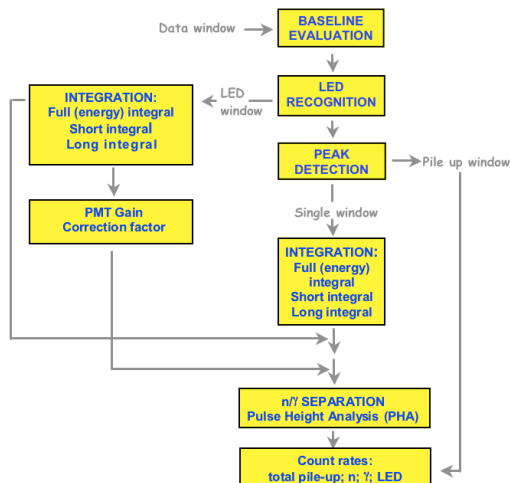 Data window
BASELINE
EVALUATION
LED
RECOGNITION
LED
window
INTEGRATION:
Full (energy) integral
Short integral
Long integral
PEAK
DETECTION
Pile up window
PMT Gain
Correction factor
Single window
INTEGRATION:
Full (energy)
integral
Short integral
Long integral
n/γ SEPARATION
Pulse Height Analysis (PHA)
Count rates:
total pile-up; n; γ; LED